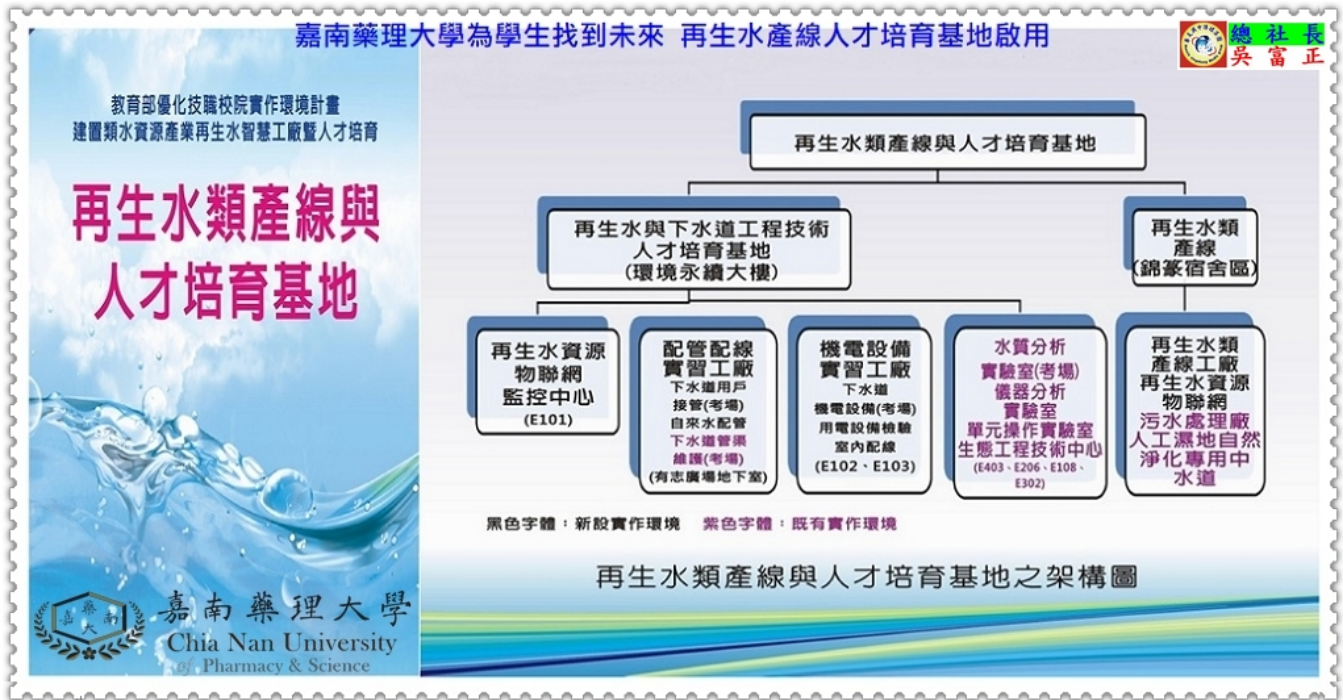 嘉南藥理大學為學生找到未來 再生水產線人才培育基地啟用
總社長
吳富正
教育部優化技職校院實作環境計畫
建置類水資源產業再生水智慧工廠暨人才培育
再生水類產線與
人才培育基地
嘉南藥理大學
Chia Nan University
of Pharmacy & Science
再生水類產線與人才培育基地
再生水與下水道工程技術
人才培育基地
(環境永續大樓)
再生水類
產線
(錦篆宿舍區)
再生水資源
物聯網
監控中心
(E101)
配管配線
實習工廠
下水道用戶
接管(考場)
自來水配管
下水道管渠
維護(考場)
(有志廣場地下室)
機電設備
實習工廠
下水道
機電設備(考場)
用電設備檢驗
室內配線
(E102、E103)
水質分析
實驗室(考場)
儀器分析
實驗室
單元操作實驗室
生態工程技術中心
(E403、E206、E108、
E302)
再生水類
產線工廠
再生水資源
物聯網
污水處理廠
人工濕地自然
淨化專用中
水道
黑色字體：新設實作環境 紫色字體：既有實作環境
再生水類產線與人才培育基地之架構圖